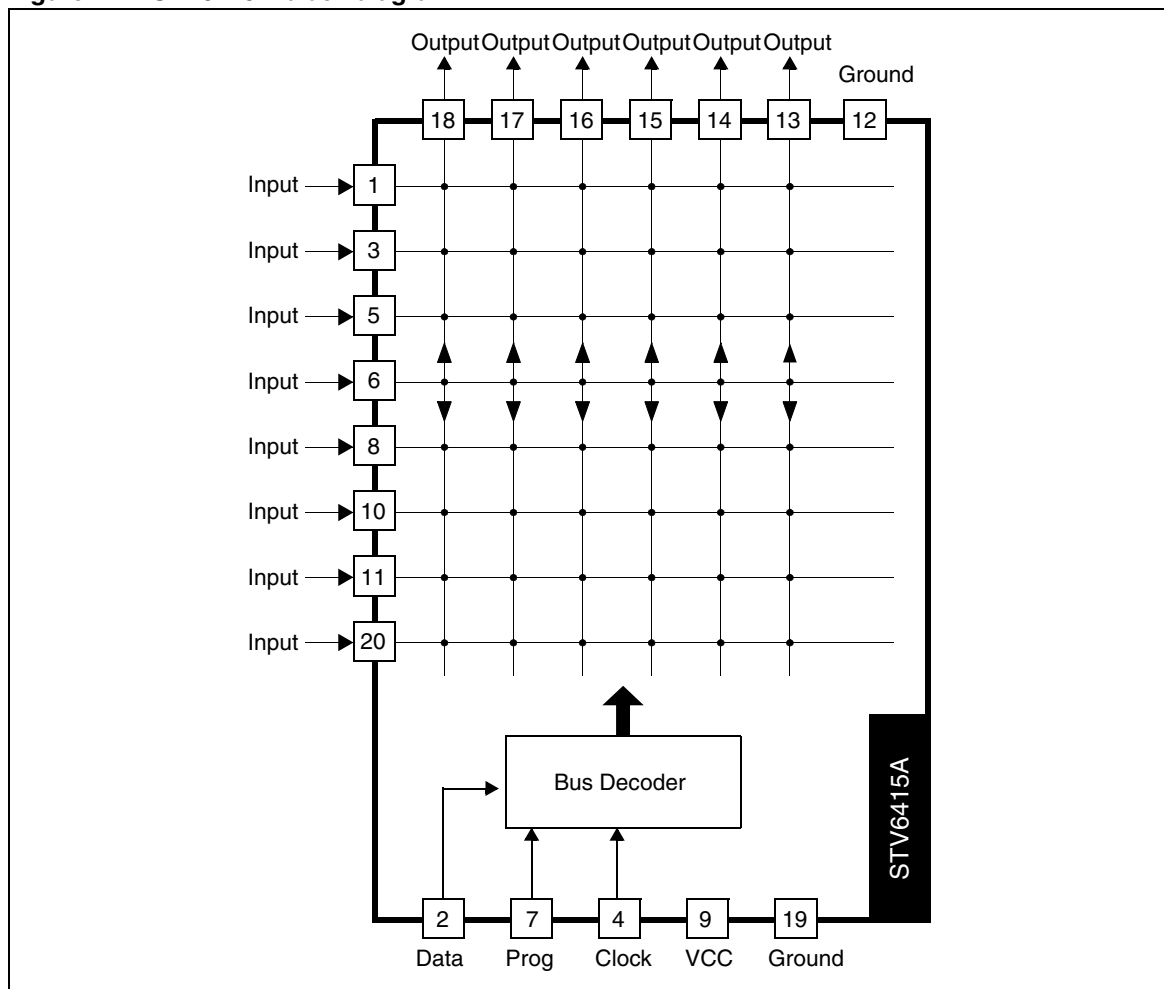 Output Output Output Output Output Output
Ground
18 17 16 15 14 13 12
Input 1
Input 3
Input 5
Input 6
Input 8
Input 10
Input 11
Input 20
Bus Decoder
STV6415A
2 7 4 9 19
Data Prog Clock VCC Ground